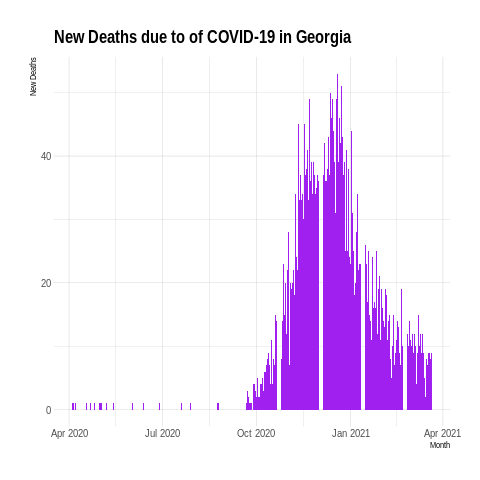 New Deaths due to of COVID-19 in Georgia
New Deaths
40
20
0
Apr 2020 Jul 2020 Oct 2020 Jan 2021 Apr 2021
Month